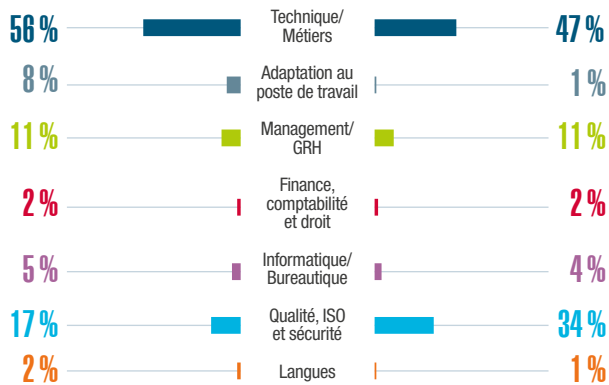 Technique/
Métiers
56 %
47 %
Adaptation au
poste de travail
8 %
1 %
Management/
GRH
11 %
11 %
Finance,
comptabilité
et droit
2 %
2 %
Informatique/
Bureautique
5 %
4 %
Qualité, ISO
et sécurité
17 %
34 %
Langues
2 %
1 %